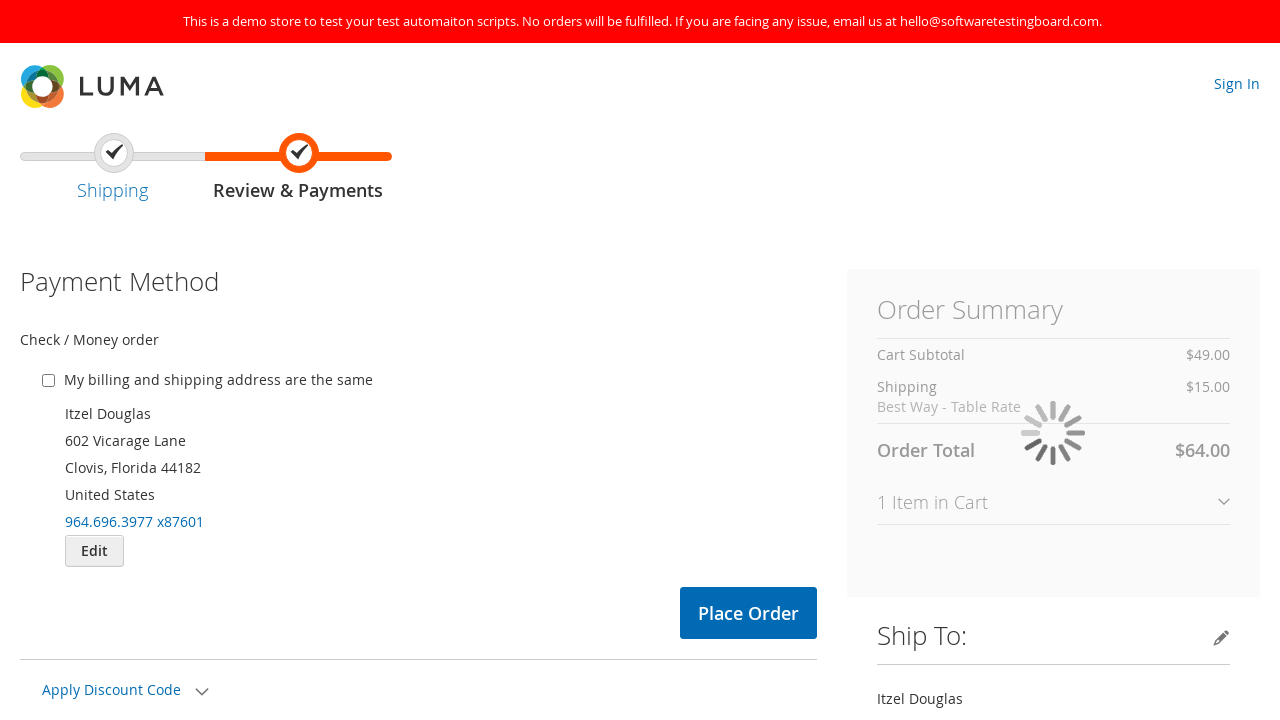 This is a demo store to test your test automaiton scripts. No orders will be fulfilled. If you are facing any issue, email us at hello@softwaretestingboard.com.
LUMA
Sign In
Shipping
Review & Payments
Payment Method
Check / Money order
My billing and shipping address are the same
Itzel Douglas
602 Vicarage Lane
Clovis, Florida 44182
United States
964.696.3977 x87601
Edit
Place Order
Apply Discount Code
Order Summary
Cart Subtotal $49.00
Shipping $15.00
Best Way - Table Rate
Order Total $64.00
1 Item in Cart
Ship To:
Itzel Douglas